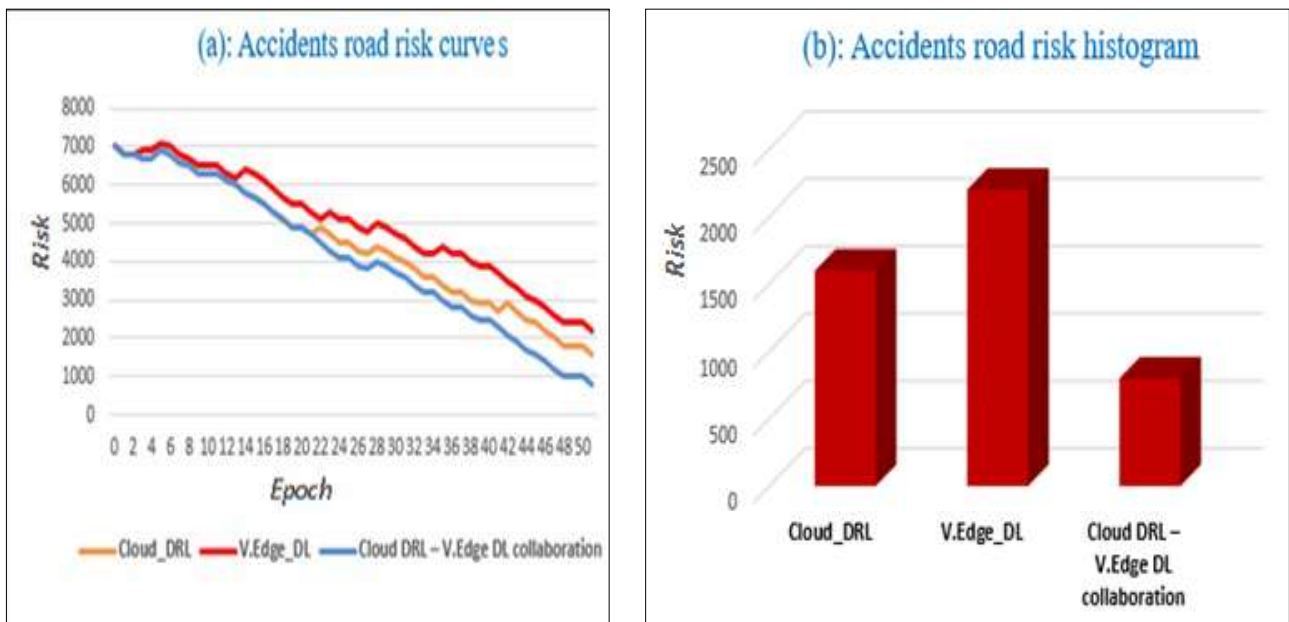 (a): Accidents road risk curves
8000
7000
6000
5000
4000
3000
2000
1000
0
Risk
0 2 4 6 8 10 12 14 16 18 20 22 24 26 28 30 32 34 36 38 40 42 44 46 48 50
Epoch
Cloud_DRL V.Edge_DL Cloud DRL – V.Edge DL collaboration
(b): Accidents road risk histogram
2500
2000
1500
1000
500
0
Risk
Cloud_DRL V.Edge_DL Cloud DRL –
V.Edge DL
collaboration